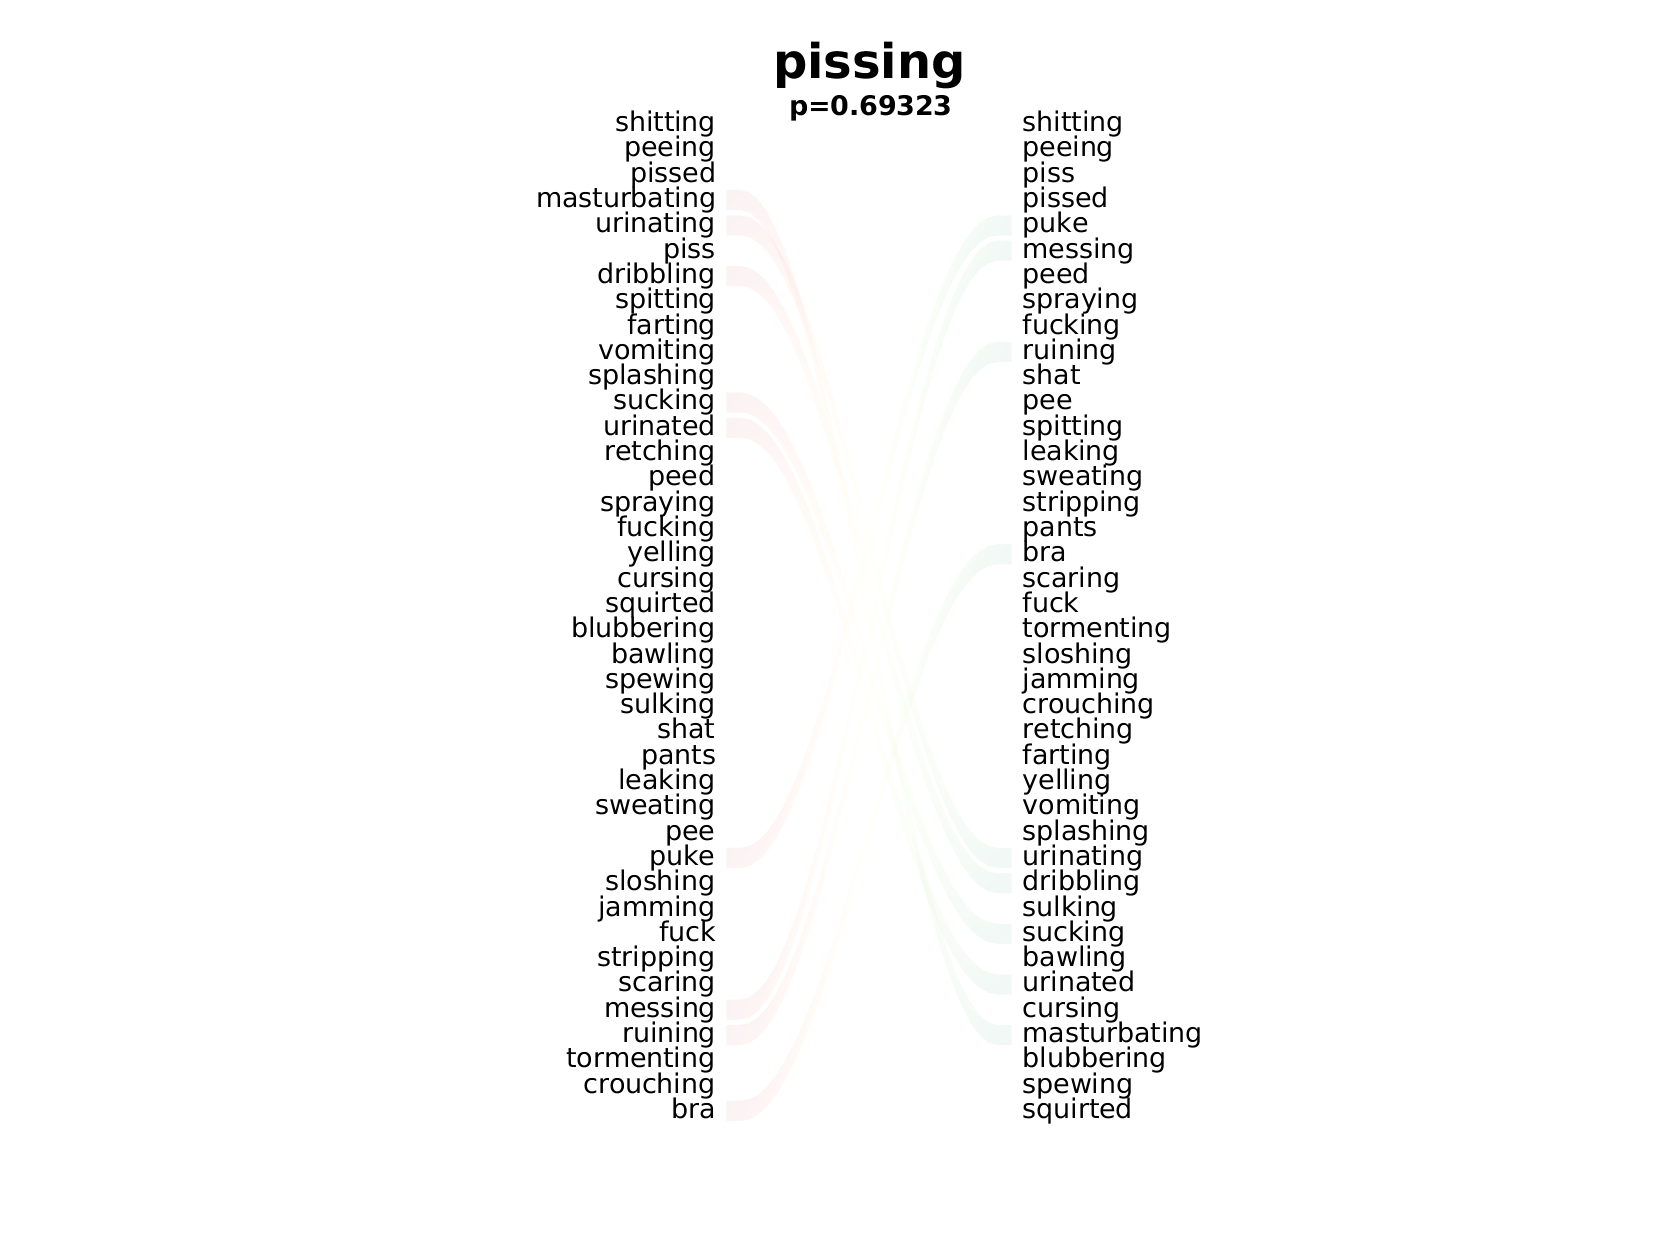 pissing
p=0.69323
shitting shitting
peeing peeing
pissed piss
masturbating pissed
urinating puke
piss messing
dribbling peed
spitting spraying
farting fucking
vomiting ruining
splashing shat
sucking pee
urinated spitting
retching leaking
peed sweating
spraying stripping
fucking pants
yelling bra
cursing scaring
squirted fuck
blubbering tormenting
bawling sloshing
spewing jamming
sulking crouching
shat retching
pants farting
leaking yelling
sweating vomiting
pee splashing
puke urinating
sloshing dribbling
jamming sulking
fuck sucking
stripping bawling
scaring urinated
messing cursing
ruining masturbating
tormenting blubbering
crouching spewing
bra squirted